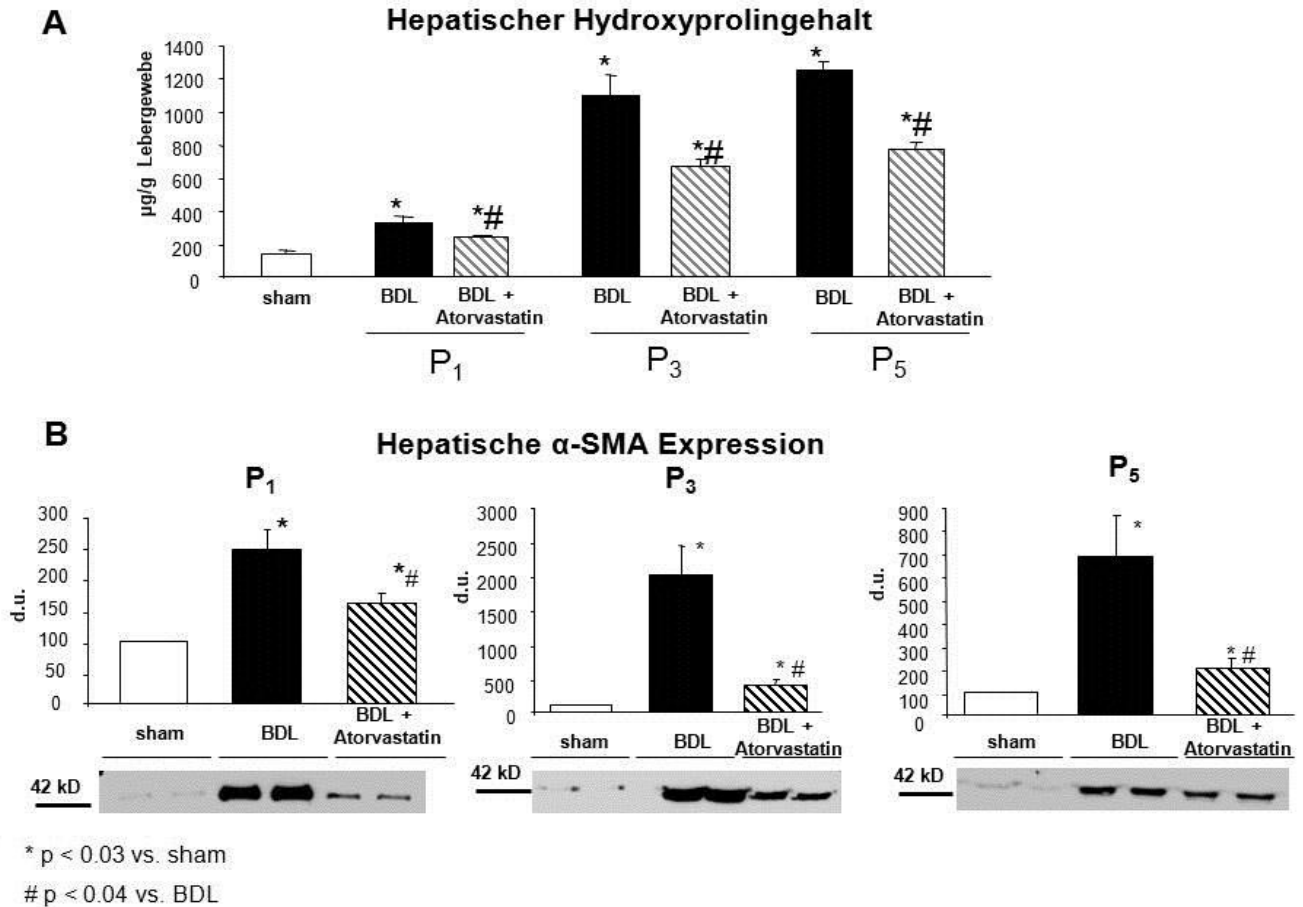 A
Hepatischer Hydroxyprolingehalt
µg/g Lebergewebe
1400
1200
1000
800
600
400
200
0
*
*#
*
*#
*
*#
sham
BDL
BDL + Atorvastatin
BDL
BDL + Atorvastatin
BDL
BDL + Atorvastatin
P1
P3
P5
B
Hepatische α-SMA Expression
P1
d.u.
300
250
200
150
100
50
0
*
*#
sham
BDL
BDL + Atorvastatin
42 kD
P3
d.u.
3000
2500
2000
1500
1000
500
0
*
* #
sham
BDL
BDL + Atorvastatin
42 kD
P5
d.u.
900
800
700
600
500
400
300
200
100
0
*
* #
sham
BDL
BDL + Atorvastatin
42 kD
* p < 0.03 vs. sham
# p < 0.04 vs. BDL